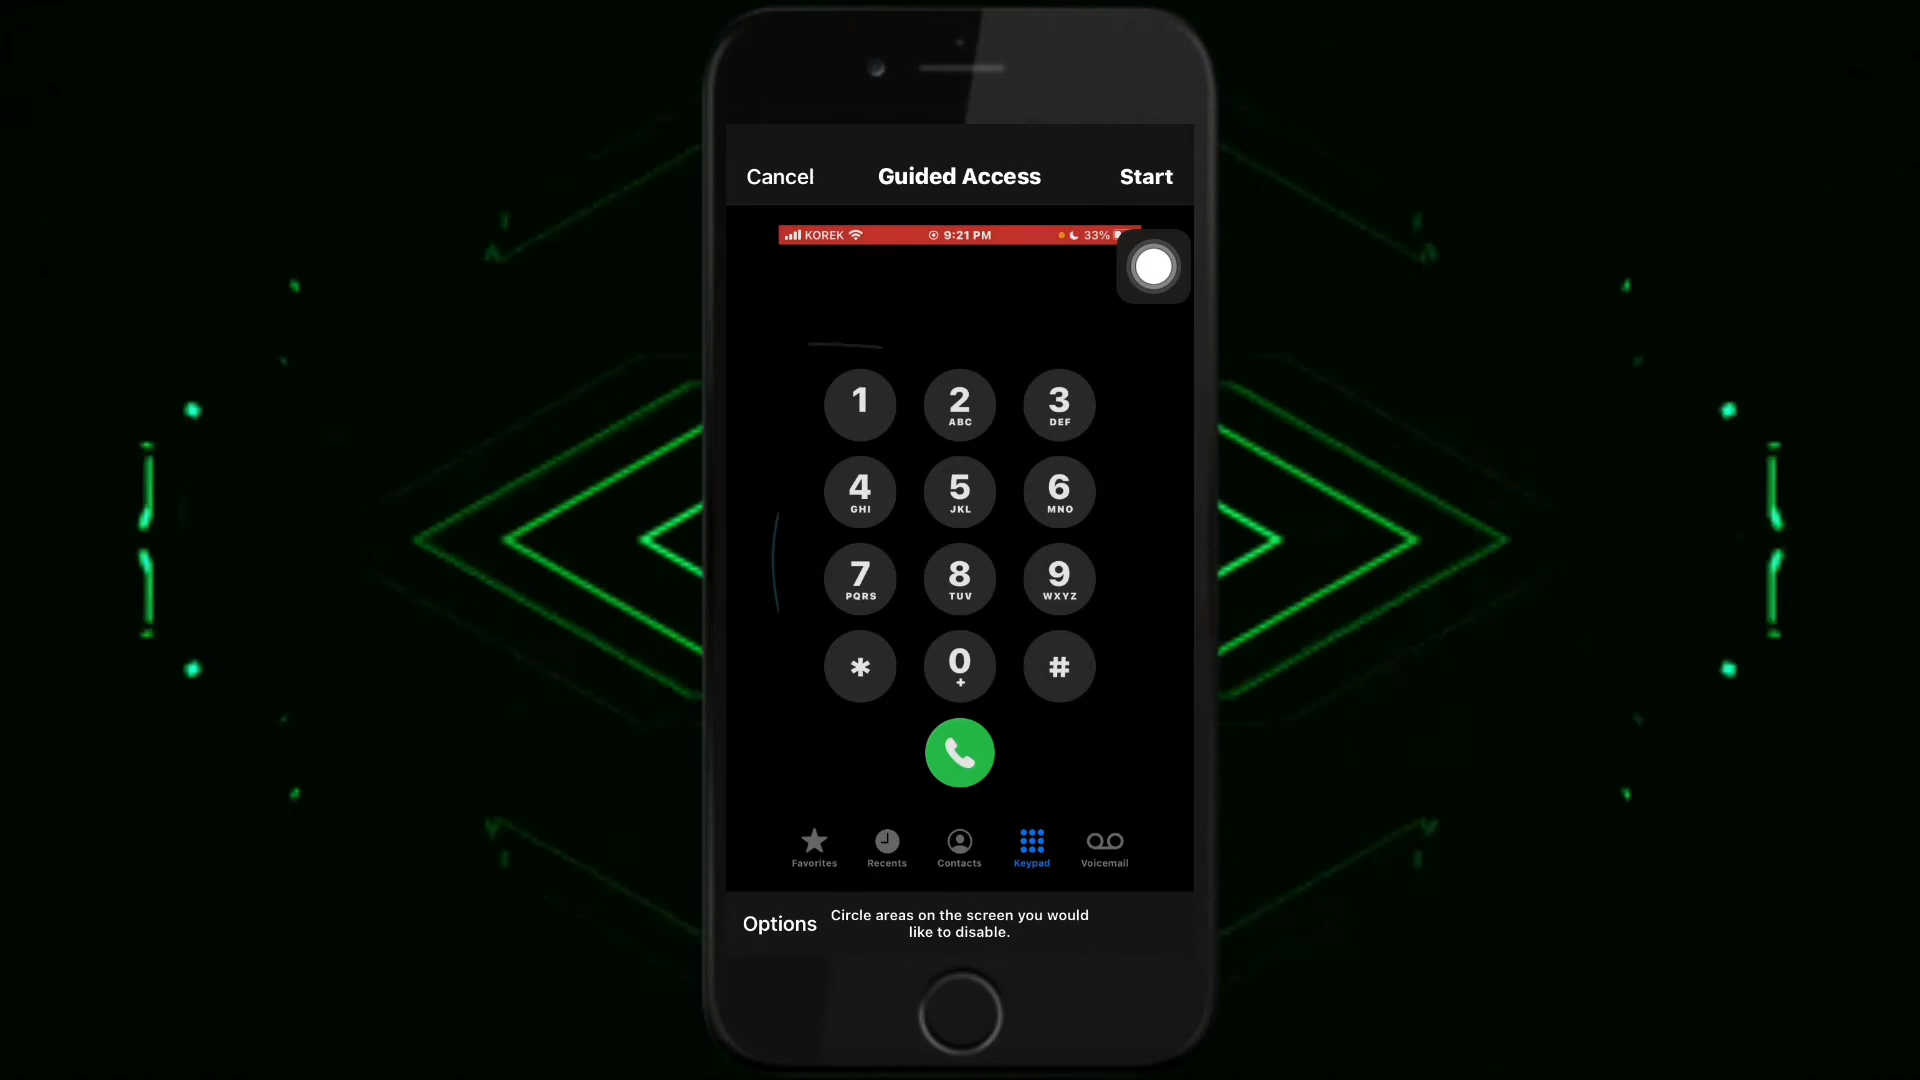 Cancel Guided Access Start
KOREK 9:21 PM 33%
1 2 3
ABC DEF
4 5 6
GHI JKL MNO
7 8 9
PQRS TUV WXYZ
* 0 #
+
Favorites Recents Contacts Keypad Voicemail
Options
Circle areas on the screen you would
like to disable.